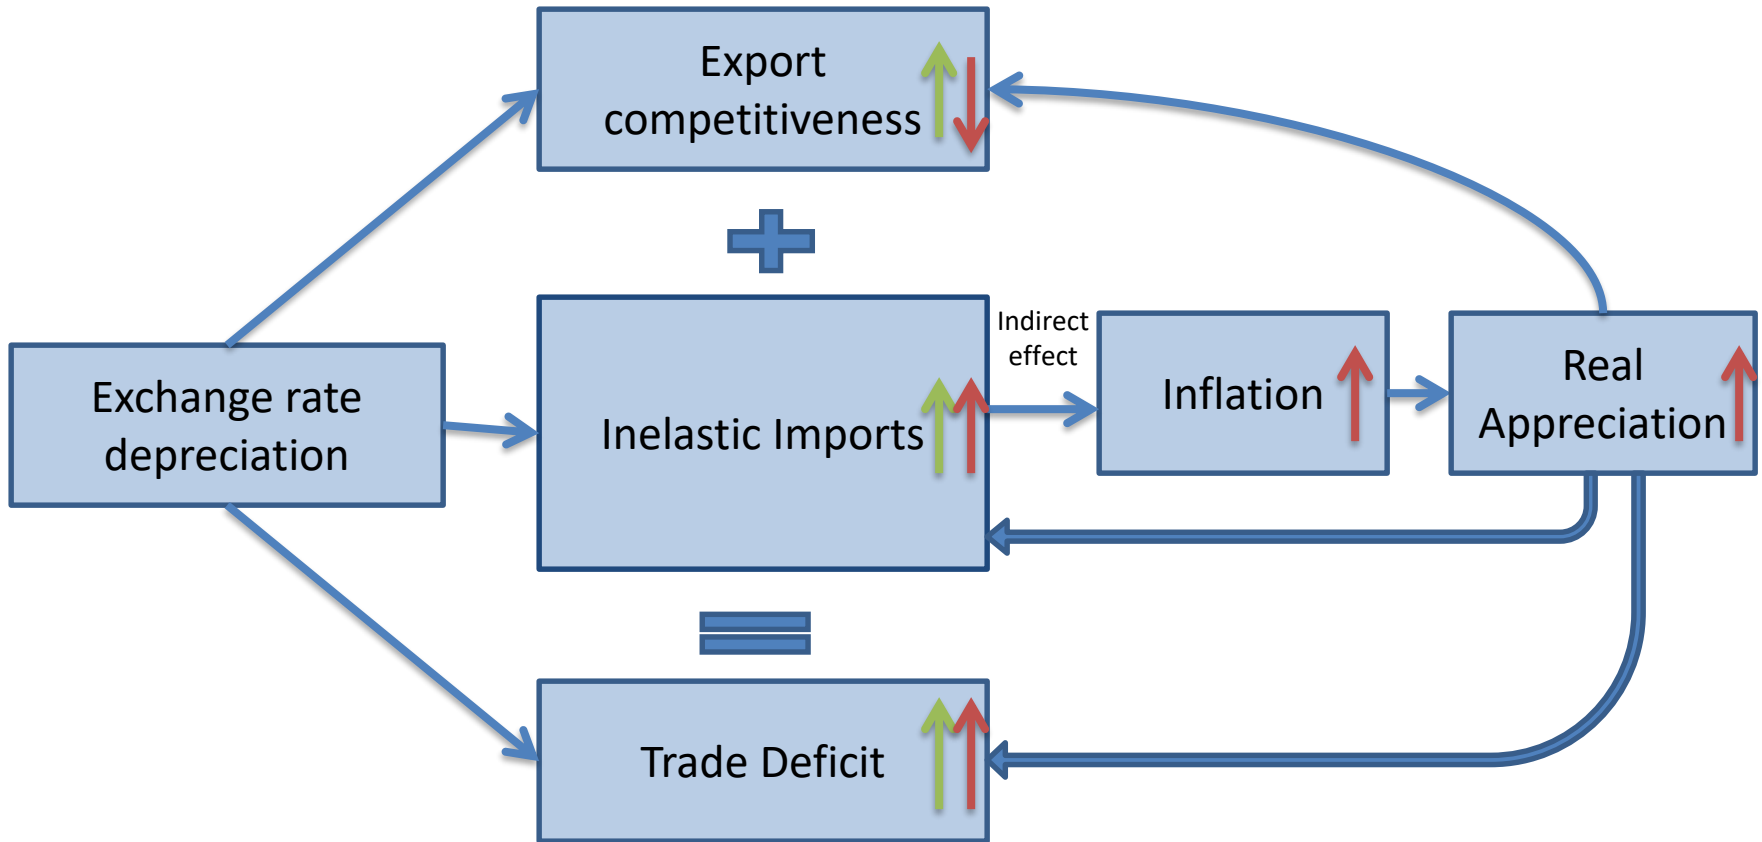 Export
competitiveness
Exchange rate
depreciation
Inelastic Imports
Indirect
effect
Inflation
Real
Appreciation
Trade Deficit